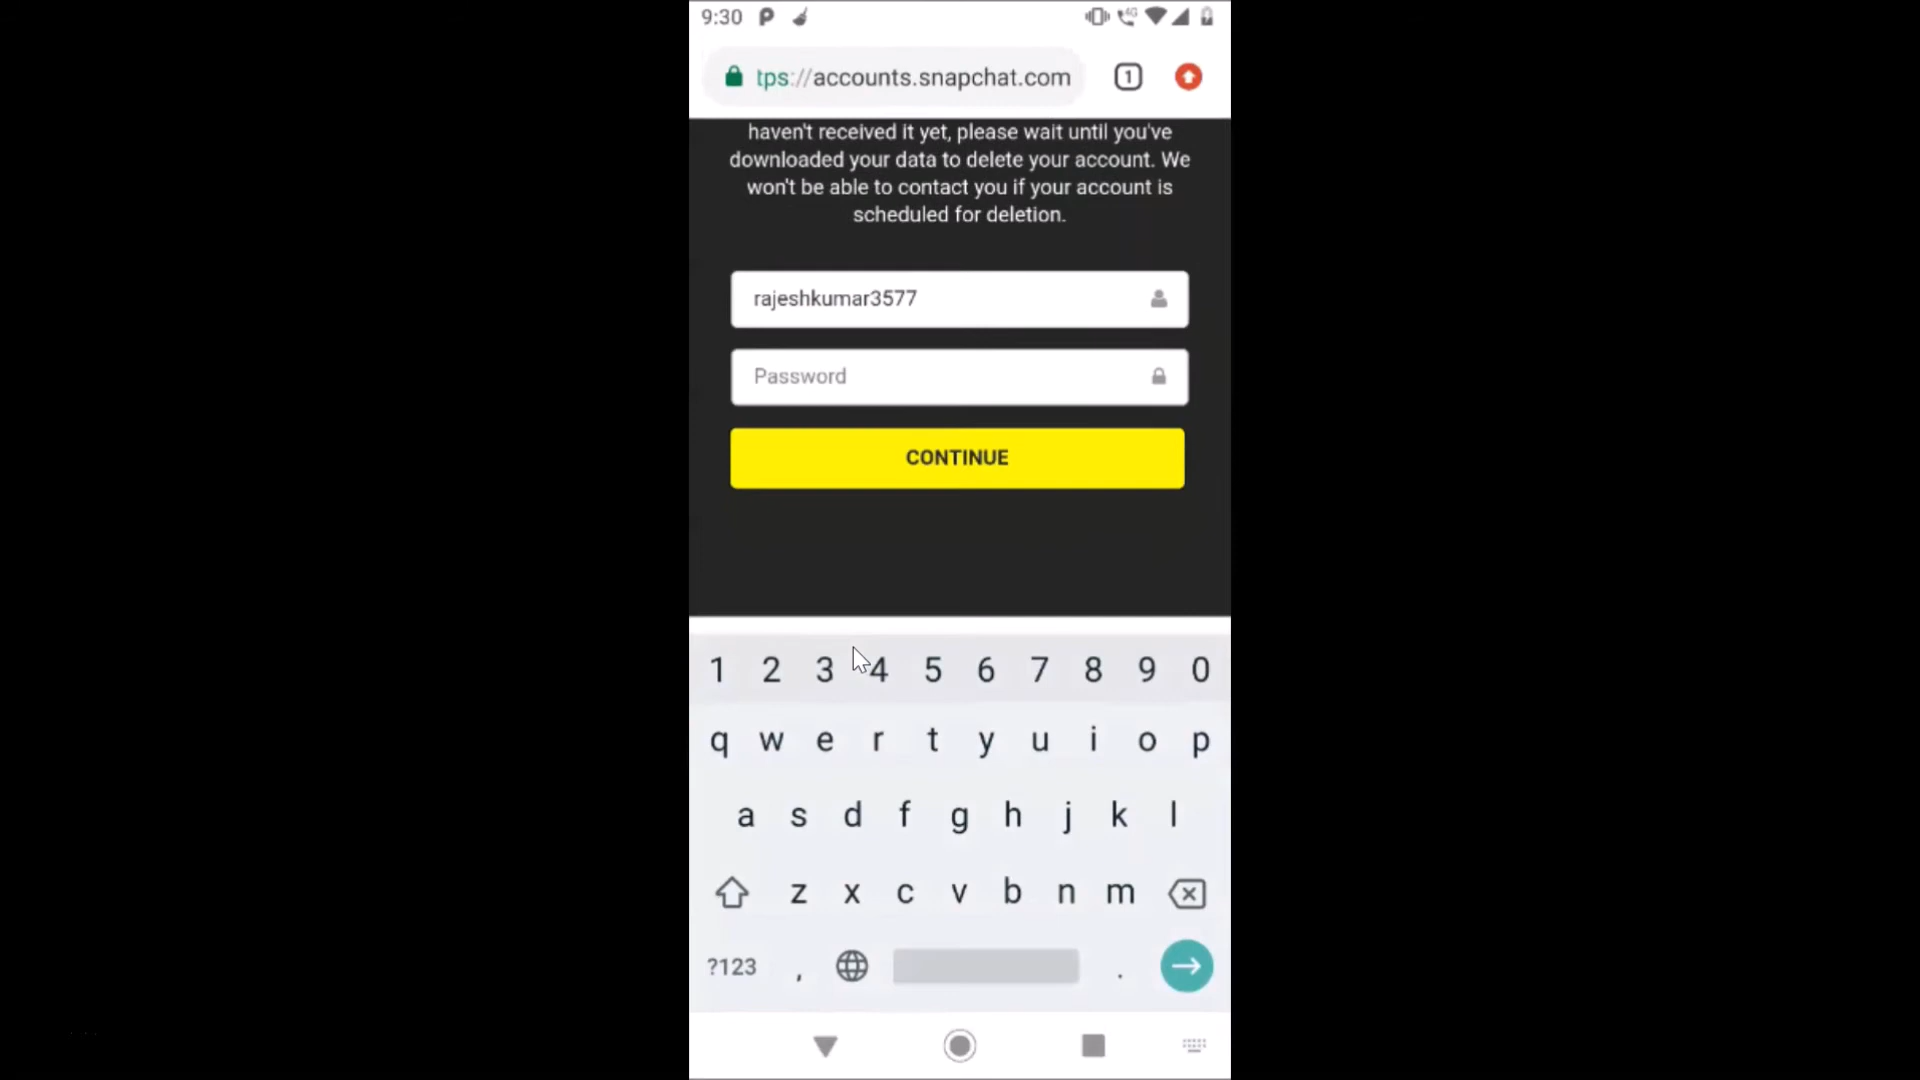 9:30
4G
tps://accounts.snapchat.com
1
haven't received it yet, please wait until you've
downloaded your data to delete your account. We
won't be able to contact you if your account is
scheduled for deletion.
rajeshkumar3577
Password
CONTINUE
1 2 3 4 5 6 7 8 9 0
q w e r t y u i o p
a s d f g h j k l
z x c v b n m
?123 , .